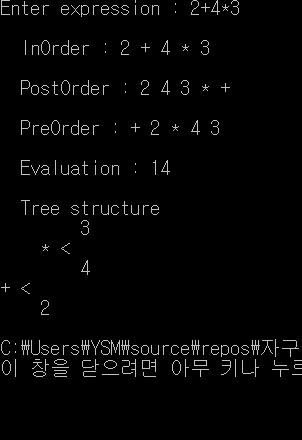 Enter expression : 2+4*3
InOrder : 2 + 4 * 3
PostOrder : 2 4 3 * +
PreOrder : + 2 * 4 3
Evaluation : 14
Tree structure
3
* <
4
+ <
2
C:₩Users₩YSM₩source₩repos₩자구
이 창을 닫으려면 아무 키나 누르